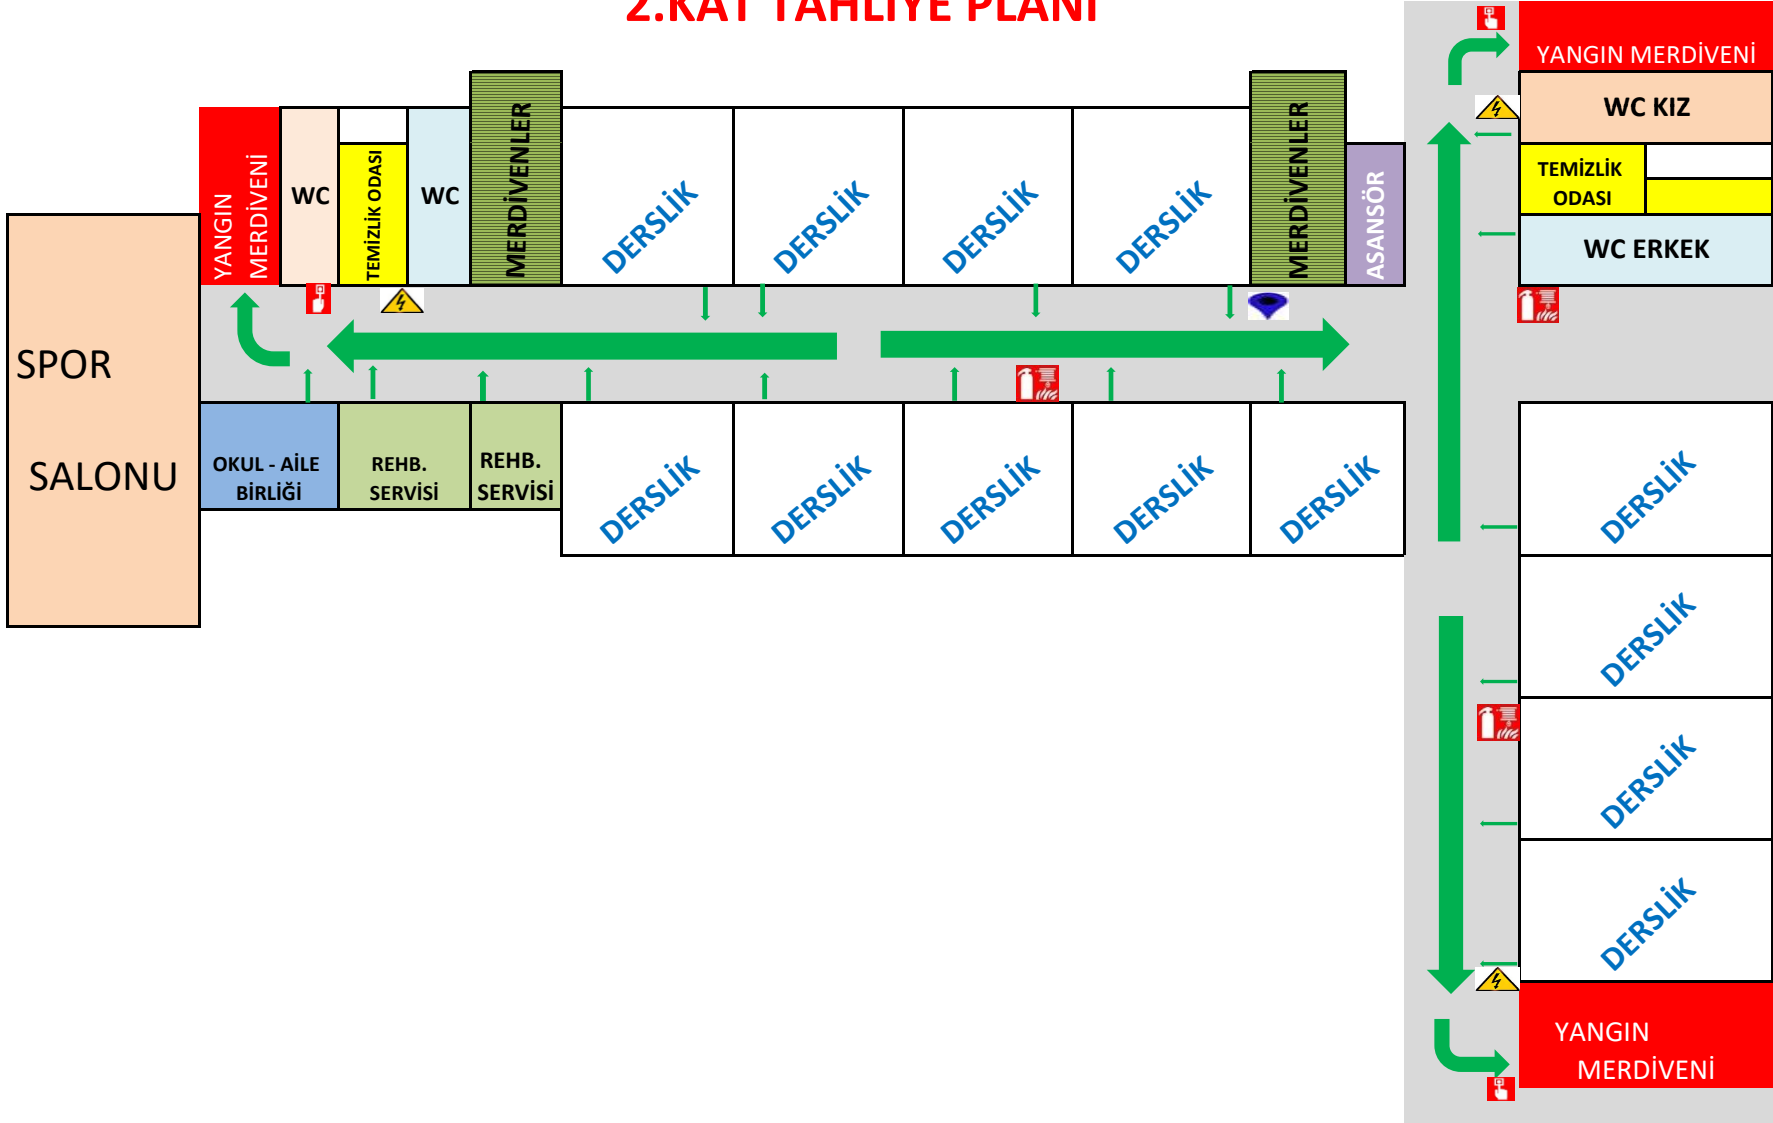 2.KAT TAHLİYE PLANI
YANGIN MERDİVENİ
WC KIZ
TEMİZLİK
ODASI
WC ERKEK
YANGIN
MERDİVENİ
WC
TEMİZLİK ODASI
WC
MERDİVENLER
DERSLİK
DERSLİK
DERSLİK
DERSLİK
MERDİVENLER
ASANSÖR
SPOR
SALONU
OKUL - AİLE
BİRLİĞİ
REHB.
SERVİSİ
REHB.
SERVİSİ
DERSLİK
DERSLİK
DERSLİK
DERSLİK
DERSLİK
DERSLİK
DERSLİK
DERSLİK
DERSLİK
YANGIN
MERDİVENİ